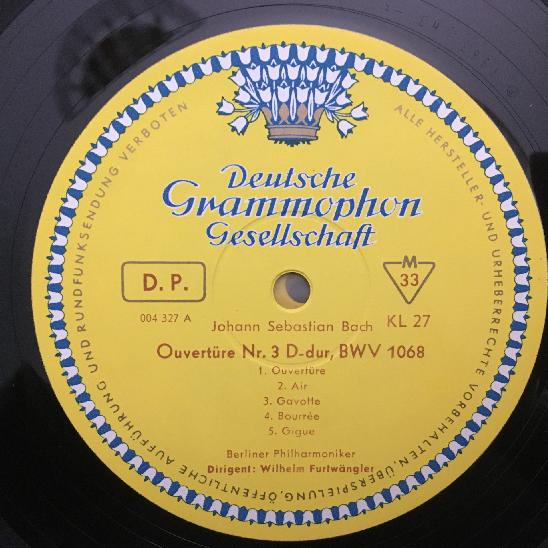 Deutsche
Grammophon
Gesellschaft
D. P.
M
33
004 327 A
Johann Sebastian Bach
KL 27
Ouvertüre Nr. 3 D-dur, BWV 1068
1. Ouvertüre
2. Air
3. Gavotte
4. Bourrée
5. Gigue
Berliner Philharmoniker
Dirigent: Wilhelm Furtwängler
ALLE HERSTELLER- UND URHEBERRECHTE VORBEHALTEN, ÜBERSPIELUNG, ÖFFENTLICHE AUFFÜHRUNG UND RUNDFUNKSENDUNG VERBOTEN